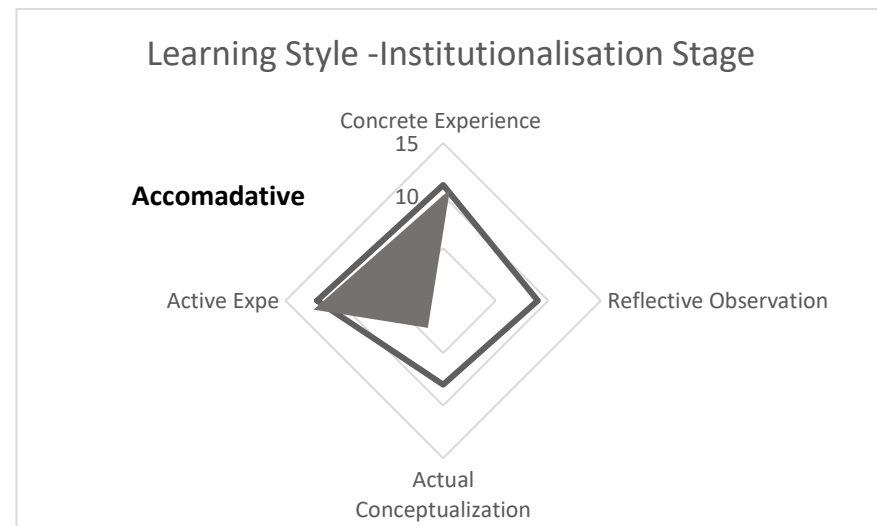 Learning Style -Institutionalisation Stage
Concrete Experience
15
Accomadative
10
Active Expe
Reflective Observation
Actual
Conceptualization